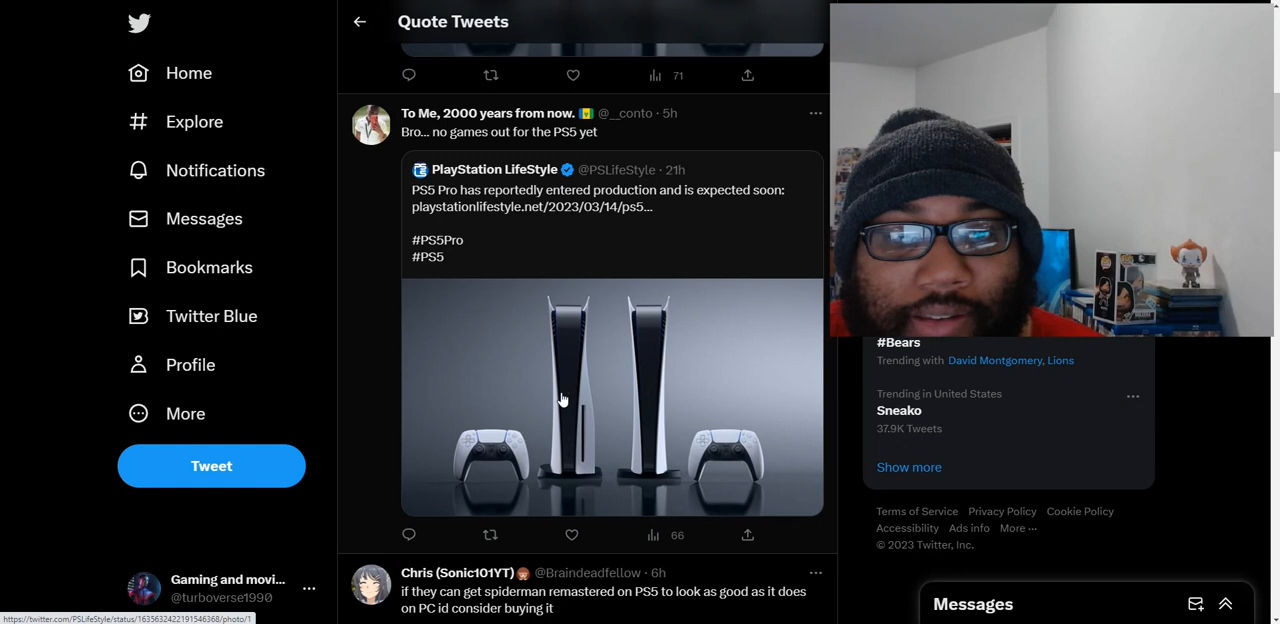 Home
Explore
Notifications
Messages
Bookmarks
Twitter Blue
Profile
More
Tweet
Gaming and movi...
@turboverse1990
https://twitter.com/PSLifeStyle/status/1635632422191546368/photo/1
Quote Tweets
71
To Me, 2000 years from now. @__conto · 5h
Bro... no games out for the PS5 yet
PlayStation LifeStyle @PSLifeStyle · 21h
PS5 Pro has reportedly entered production and is expected soon:
playstationlifestyle.net/2023/03/14/ps5...
#PS5Pro
#PS5
66
Chris (Sonic101YT) @Braindeadfellow · 6h
if they can get spiderman remastered on PS5 to look as good as it does
on PC id consider buying it
#Bears
Trending with David Montgomery, Lions
Trending in United States
Sneako
37.9K Tweets
Show more
Terms of Service Privacy Policy Cookie Policy
Accessibility Ads info More ...
© 2023 Twitter, Inc.
Messages